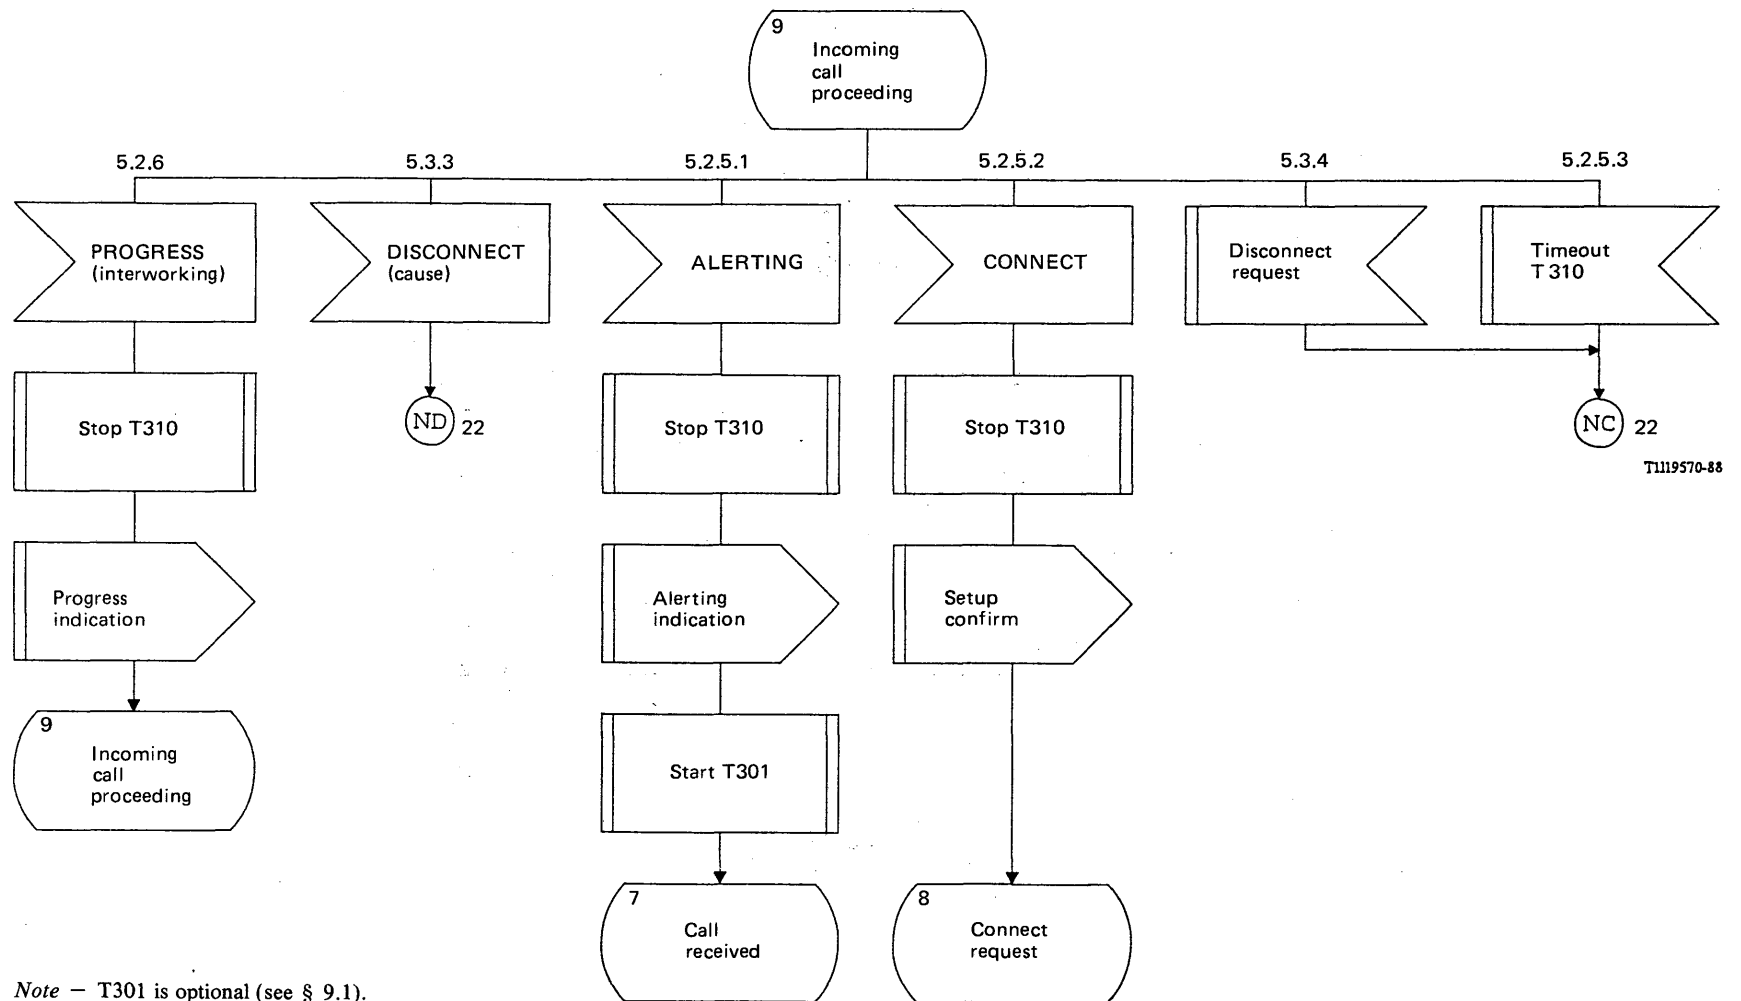 9
Incoming
call
proceeding
5.2.6
5.3.3
5.2.5.1
5.2.5.2
5.3.4
5.2.5.3
PROGRESS
(interworking)
DISCONNECT
(cause)
ALERTING
CONNECT
Disconnect
request
Timeout
T 310
Stop T310
ND 22
Stop T310
Stop T310
NC 22
T1119570-88
Progress
indication
Alerting
indication
Setup
confirm
9
Incoming
call
proceeding
Start T301
7
Call
received
8
Connect
request
Note — T301 is optional (see § 9.1).